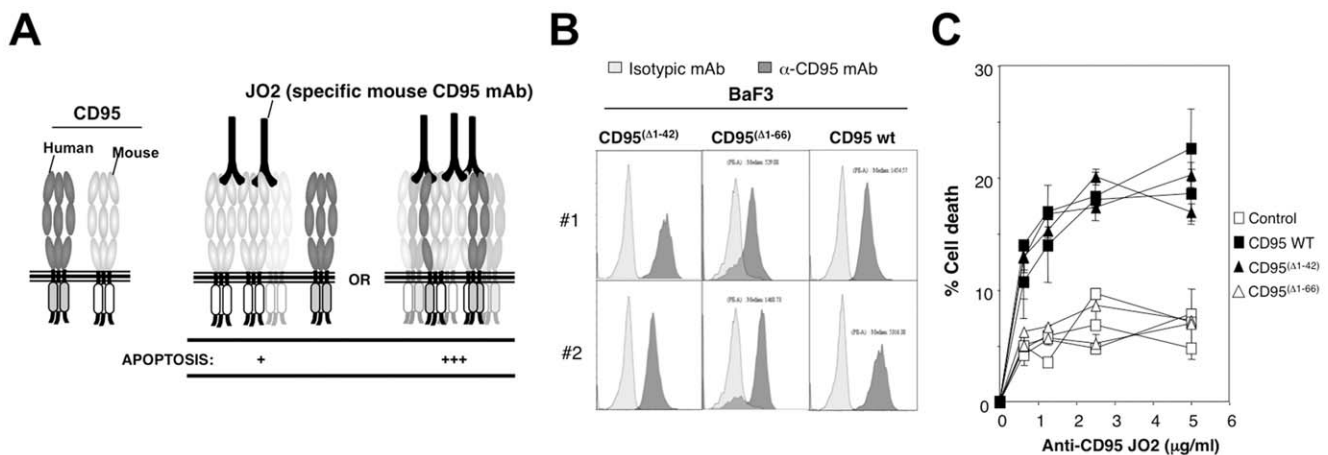 A
JO2 (specific mouse CD95 mAb)
CD95
Human
Mouse
OR
APOPTOSIS: + +++
B
Isotypic mAb α-CD95 mAb
BaF3
CD95(Δ1-42) CD95(Δ1-66) CD95 wt
#1
#2
C
30
20
10
0
% Cell death
0 1 2 3 4 5 6
Anti-CD95 JO2 (μg/ml)
Control
CD95 WT
CD95(Δ1-42)
CD95(Δ1-66)